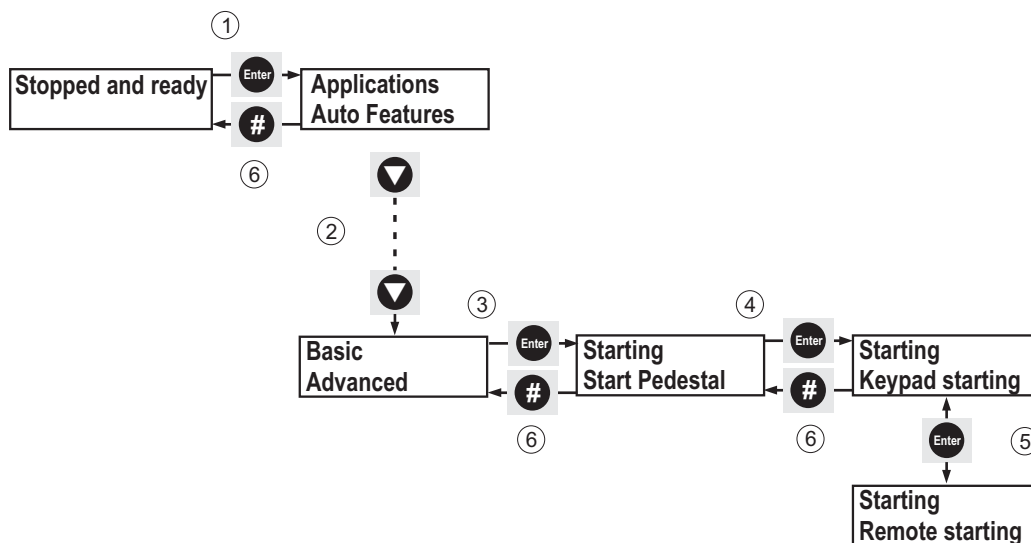 1
Stopped and ready
Enter
Applications
Auto Features
#
6
2
3
4
Basic
Advanced
Enter
#
6
Starting
Start Pedestal
Enter
#
6
Starting
Keypad starting
Enter
5
Starting
Remote starting